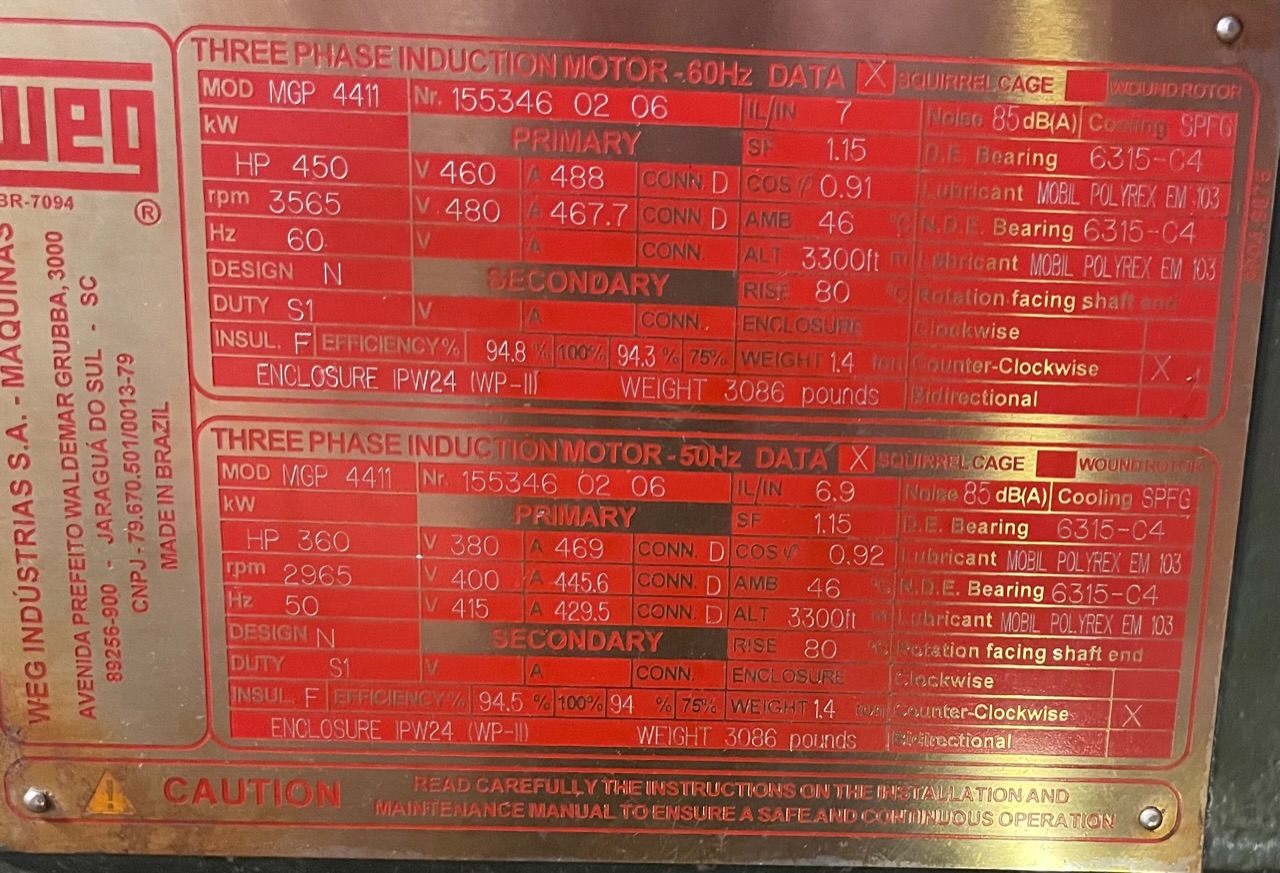 weg
BR-7094
®
WEG INDÚSTRIAS S.A. - MAQUINAS
AVENIDA PREFEITO WALDEMAR GRUBBA, 3000
89256-900 - JARAGUÁ DO SUL - SC
CNPJ - 79.670.501/0013-79
MADE IN BRAZIL
THREE PHASE INDUCTION MOTOR - 60Hz DATA X SQUIRREL CAGE WOUND ROTOR
MOD MGP 4411 Nr. 155346 02 06 IL/IN 7 Noise 85 dB(A) Cooling SPFG
kW PRIMARY SF 1.15 D.E. Bearing 6315-C4
HP 450 V 460 A 488 CONN D COS φ 0.91 Lubricant MOBIL POLYREX EM 103
rpm 3565 V 480 A 467.7 CONN D AMB 46 °C N.D.E. Bearing 6315-C4
Hz 60 V A CONN. ALT 3300ft m Lubricant MOBIL POLYREX EM 103
DESIGN N SECONDARY RISE 80 °C Rotation facing shaft end
DUTY S1 V A CONN. ENCLOSURE Clockwise
INSUL. F EFFICIENCY% 94.8 % 100% 94.3 % 75% WEIGHT 1.4 ton Counter-Clockwise X
ENCLOSURE IPW24 (WP-II) WEIGHT 3086 pounds Bidirectional
THREE PHASE INDUCTION MOTOR - 50Hz DATA X SQUIRREL CAGE WOUND ROTOR
MOD MGP 4411 Nr. 155346 02 06 IL/IN 6.9 Noise 85 dB(A) Cooling SPFG
kW PRIMARY SF 1.15 D.E. Bearing 6315-C4
HP 360 V 380 A 469 CONN. D COS φ 0.92 Lubricant MOBIL POLYREX EM 103
rpm 2965 V 400 A 445.6 CONN. D AMB 46 °C N.D.E. Bearing 6315-C4
Hz 50 V 415 A 429.5 CONN. D ALT 3300ft m Lubricant MOBIL POLYREX EM 103
DESIGN N SECONDARY RISE 80 °C Rotation facing shaft end
DUTY S1 V A CONN. ENCLOSURE Clockwise
INSUL. F EFFICIENCY% 94.5 % 100% 94 % 75% WEIGHT 1.4 ton Counter-Clockwise X
ENCLOSURE IPW24 (WP-II) WEIGHT 3086 pounds Bidirectional
CAUTION
READ CAREFULLY THE INSTRUCTIONS ON THE INSTALLATION AND
MAINTENANCE MANUAL TO ENSURE A SAFE AND CONTINUOUS OPERATION